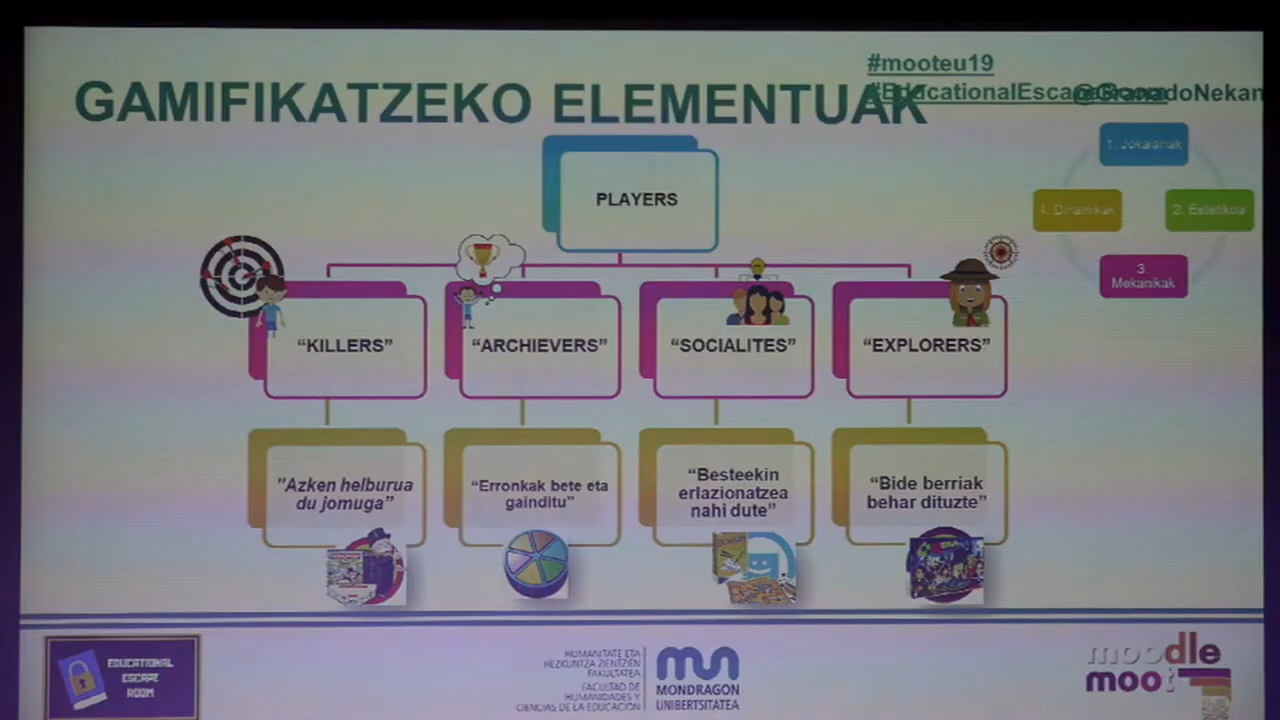 #mooteu19
GAMIFIKATZEKO ELEMENTUAK
#EducationalEscapeRoom
@GranadoNekan
1. Jokalariak
4. Dinamikak
2. Estetikoa
3.
Mekanikak
PLAYERS
“KILLERS”
“ARCHIEVERS”
“SOCIALITES”
“EXPLORERS”
”Azken helburua
du jomuga”
“Erronkak bete eta
gainditu”
“Besteekin
erlazionatzea
nahi dute”
“Bide berriak
behar dituzte”
EDUCATIONAL
ESCAPE
ROOM
HUMANITATE ETA
HEZKUNTZA ZIENTZIEN
FAKULTATEA
FACULTAD DE
HUMANIDADES Y
CIENCIAS DE LA EDUCACIÓN
MONDRAGON
UNIBERTSITATEA
moodle
moot